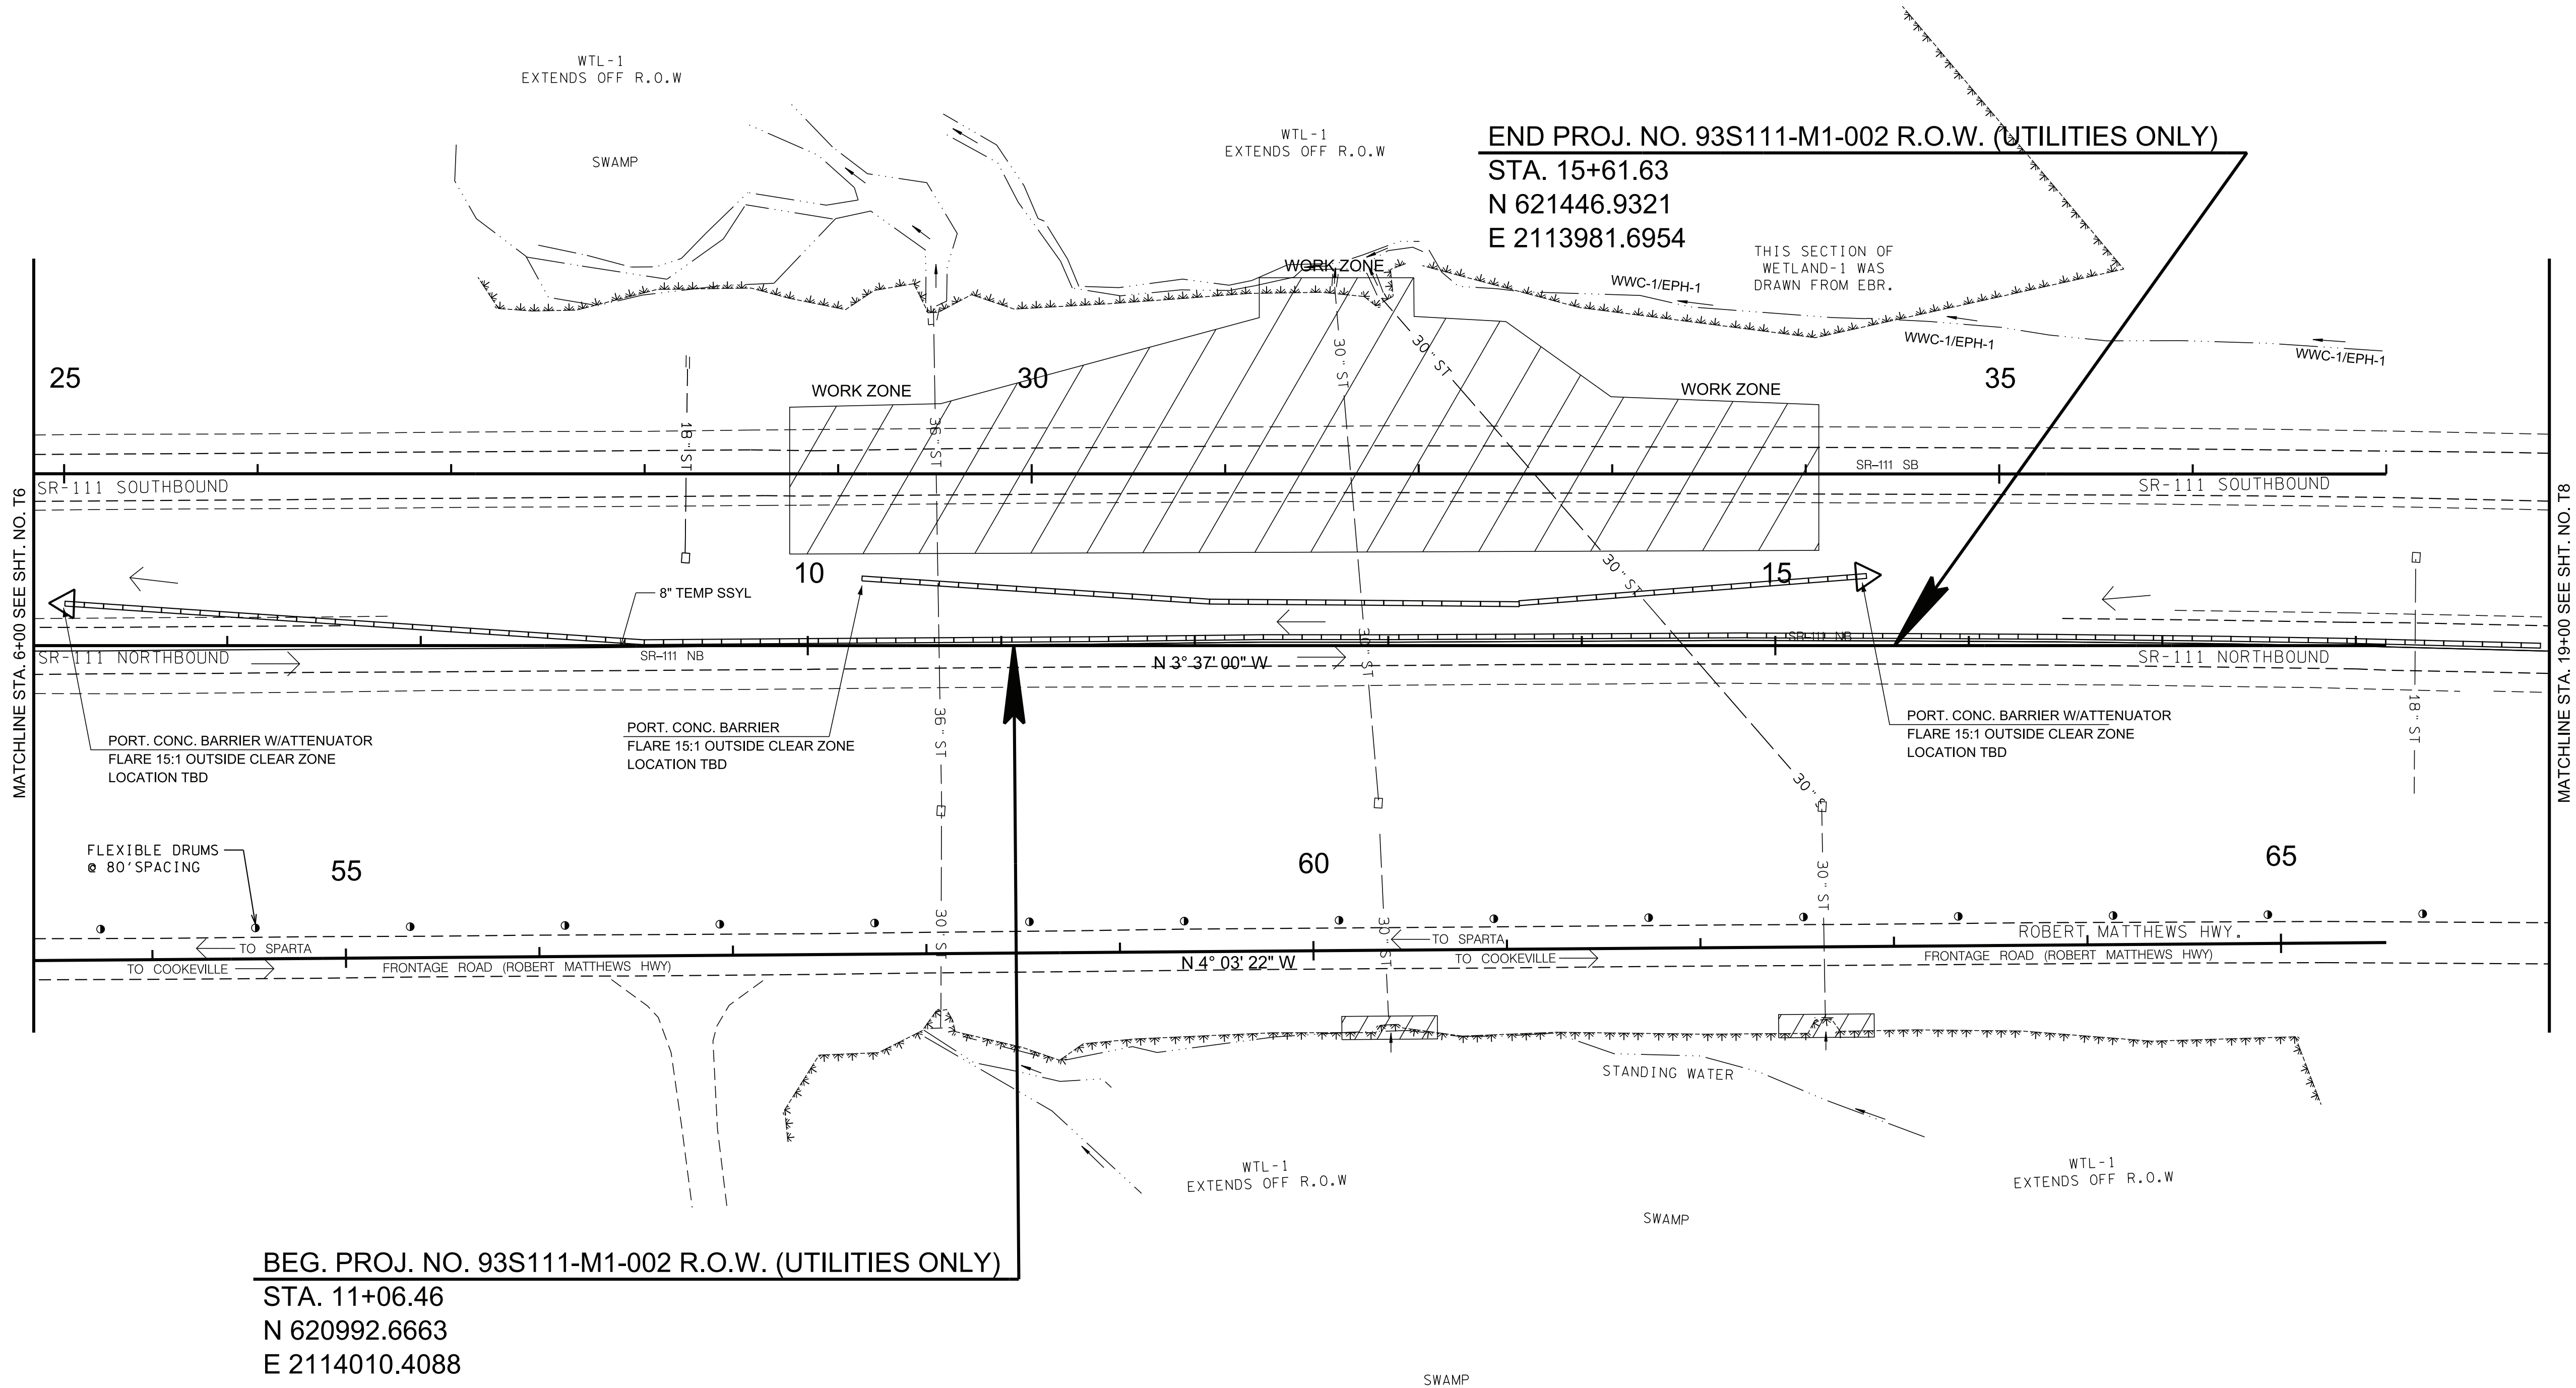 WTL-1
EXTENDS OFF R.O.W
SWAMP
WTL-1
EXTENDS OFF R.O.W
END PROJ. NO. 93S111-M1-002 R.O.W. (UTILITIES ONLY)
STA. 15+61.63
N 621446.9321
E 2113981.6954
THIS SECTION OF
WETLAND-1 WAS
DRAWN FROM EBR.
WORK ZONE
WWC-1/EPH-1
WWC-1/EPH-1
WWC-1/EPH-1
25
30
35
WORK ZONE
WORK ZONE
18" ST
36" ST
30" ST
30" ST
SR-111 SB
SR-111 SOUTHBOUND
SR-111 SOUTHBOUND
MATCHLINE STA. 6+00 SEE SHT. NO. T6
MATCHLINE STA. 19+00 SEE SHT. NO. T8
10
15
8" TEMP SSYL
30" ST
30" ST
SR-111 NB
SR-111 NORTHBOUND
SR-111 NB
N 3° 37' 00" W
SR-111 NORTHBOUND
PORT. CONC. BARRIER W/ATTENUATOR
FLARE 15:1 OUTSIDE CLEAR ZONE
LOCATION TBD
PORT. CONC. BARRIER
FLARE 15:1 OUTSIDE CLEAR ZONE
LOCATION TBD
36" ST
PORT. CONC. BARRIER W/ATTENUATOR
FLARE 15:1 OUTSIDE CLEAR ZONE
LOCATION TBD
18" ST
30" S
FLEXIBLE DRUMS
@ 80'SPACING
55
60
65
30" ST
30" ST
30" ST
TO SPARTA
TO SPARTA
ROBERT MATTHEWS HWY.
TO COOKEVILLE
FRONTAGE ROAD (ROBERT MATTHEWS HWY)
N 4° 03' 22" W
TO COOKEVILLE
FRONTAGE ROAD (ROBERT MATTHEWS HWY)
STANDING WATER
WTL-1
EXTENDS OFF R.O.W
WTL-1
EXTENDS OFF R.O.W
SWAMP
BEG. PROJ. NO. 93S111-M1-002 R.O.W. (UTILITIES ONLY)
STA. 11+06.46
N 620992.6663
E 2114010.4088
SWAMP